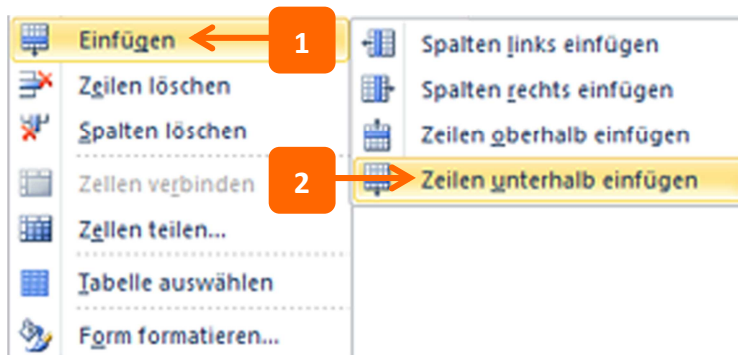 Einfügen
1
Zeilen löschen
Spalten löschen
Zellen verbinden
2
Zellen teilen...
Tabelle auswählen
Form formatieren...
Spalten links einfügen
Spalten rechts einfügen
Zeilen oberhalb einfügen
Zeilen unterhalb einfügen